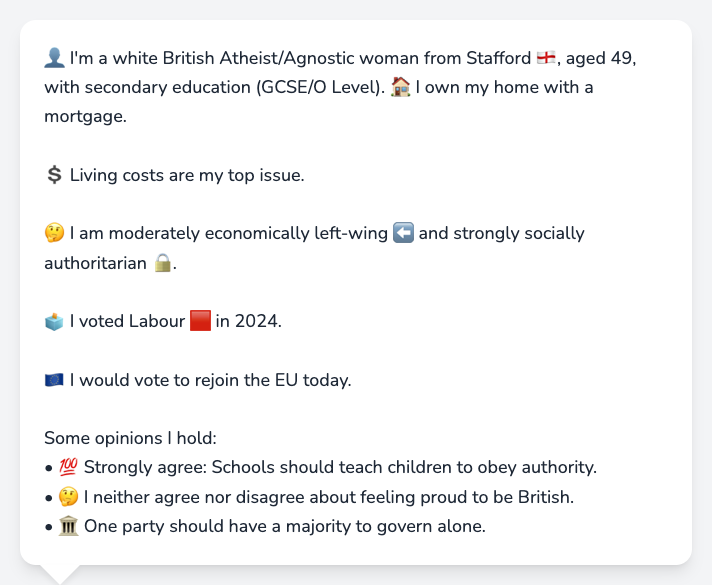 👤 I'm a white British Atheist/Agnostic woman from Stafford 🏴󠁧󠁢󠁥󠁮󠁧󠁿, aged 49,
with secondary education (GCSE/O Level). 🏠 I own my home with a
mortgage.
💲 Living costs are my top issue.
🤔 I am moderately economically left-wing ⬅️ and strongly socially
authoritarian 🔒.
🗳️ I voted Labour 🟥 in 2024.
🇪🇺 I would vote to rejoin the EU today.
Some opinions I hold:
• 💯 Strongly agree: Schools should teach children to obey authority.
• 🤔 I neither agree nor disagree about feeling proud to be British.
• 🏛️ One party should have a majority to govern alone.